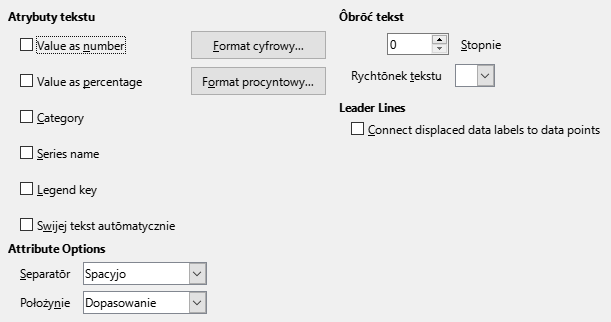 Atrybuty tekstu
Value as number
Format cyfrowy...
Value as percentage
Format procyntowy...
Category
Series name
Legend key
Swijej tekst autōmatycznie
Attribute Options
Separatōr
Spacyjo
Położynie
Dopasowanie
Ôbrōć tekst
0
Stopnie
Rychtōnek tekstu
Leader Lines
Connect displaced data labels to data points